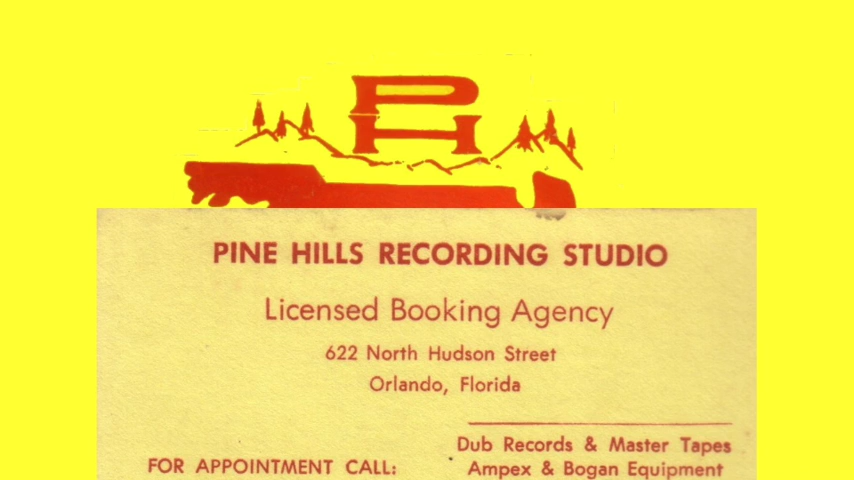 PH
PINE HILLS RECORDING STUDIO
Licensed Booking Agency
622 North Hudson Street
Orlando, Florida
Dub Records & Master Tapes
FOR APPOINTMENT CALL: Ampex & Bogan Equipment